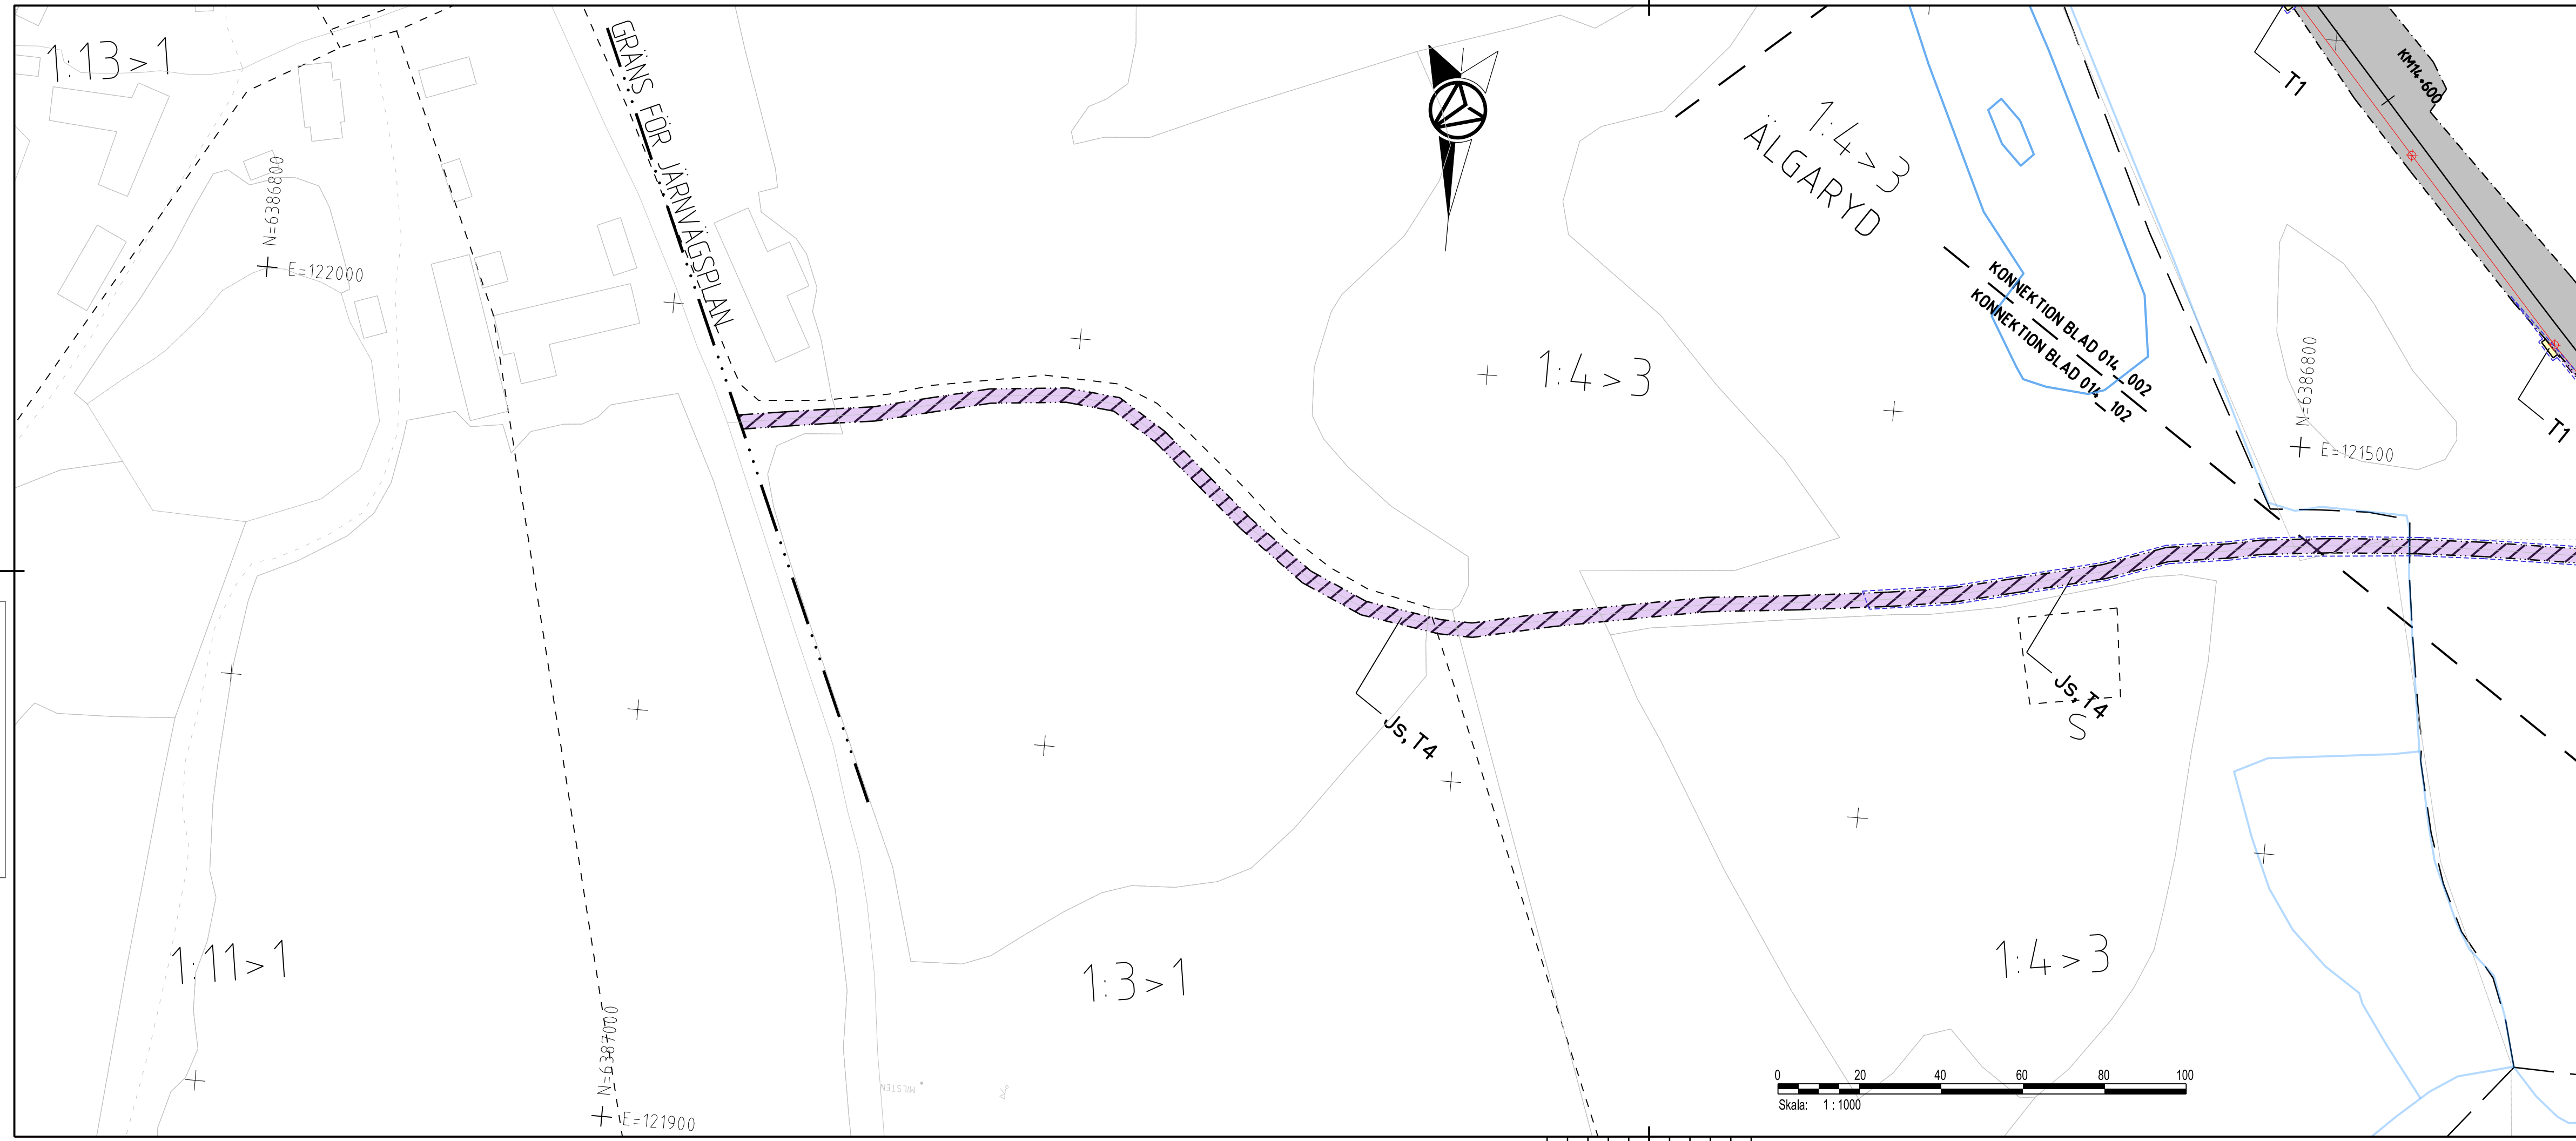 1:13>1
GRÄNS FÖR JÄRNVÄGSPLAN
N=6386800
E=122000
1:4>3
ÄLGARYD
KM14+600
T1
KONNEKTION BLAD 014_002
KONNEKTION BLAD 014_102
1:4>3
N=6386800
E=121500
T1
Js, T4
Js, T4
S
1:11>1
1:3>1
1:4>3
N=6387000
E=121900
MILSTEN
0 20 40 60 80 100
Skala: 1 : 1000